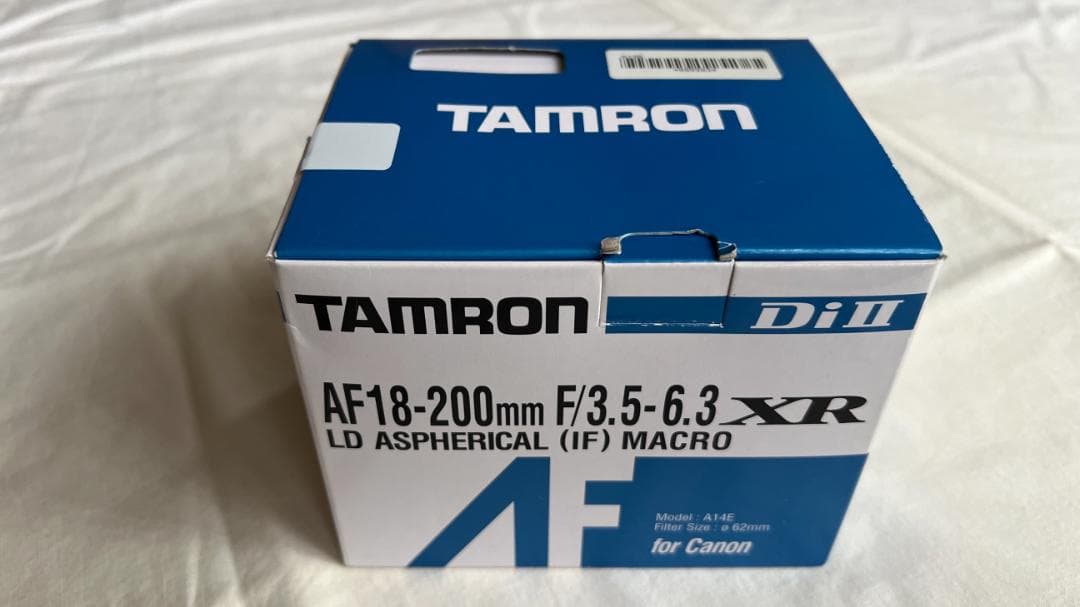 TAMRON
TAMRON Di II
AF18-200mm F/3.5-6.3 XR
LD ASPHERICAL (IF) MACRO
AF
Model : A14E
Filter Size : ø 62mm
for Canon